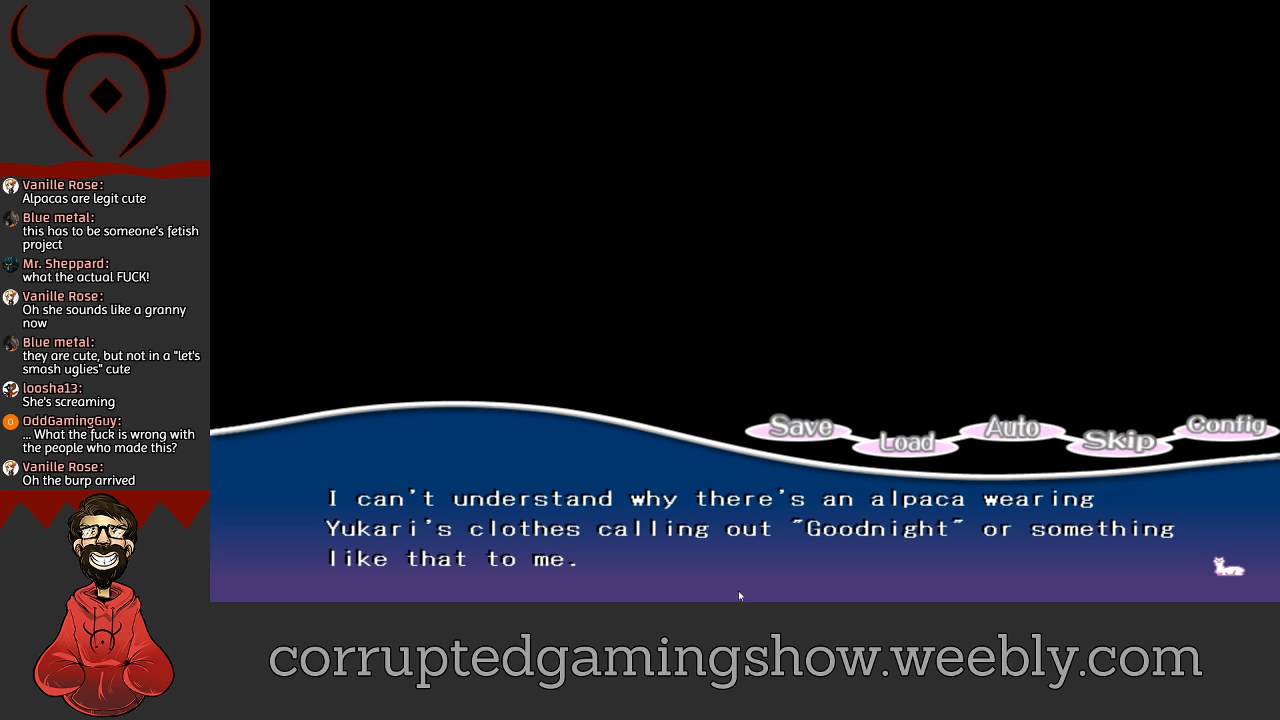 Vanille Rose:
Alpacas are legit cute
Blue metal:
this has to be someone's fetish
project
Mr. Sheppard:
what the actual FUCK!
Vanille Rose:
Oh she sounds like a granny
now
Blue metal:
they are cute, but not in a "let's
smash uglies" cute
loosha13:
She's screaming
O
OddGamingGuy:
... What the fuck is wrong with
the people who made this?
Vanille Rose:
Oh the burp arrived
Save
Load
Auto
Skip
Config
I can't understand why there's an alpaca wearing
Yukari's clothes calling out "Goodnight" or something
like that to me.
corruptedgamingshow.weebly.com